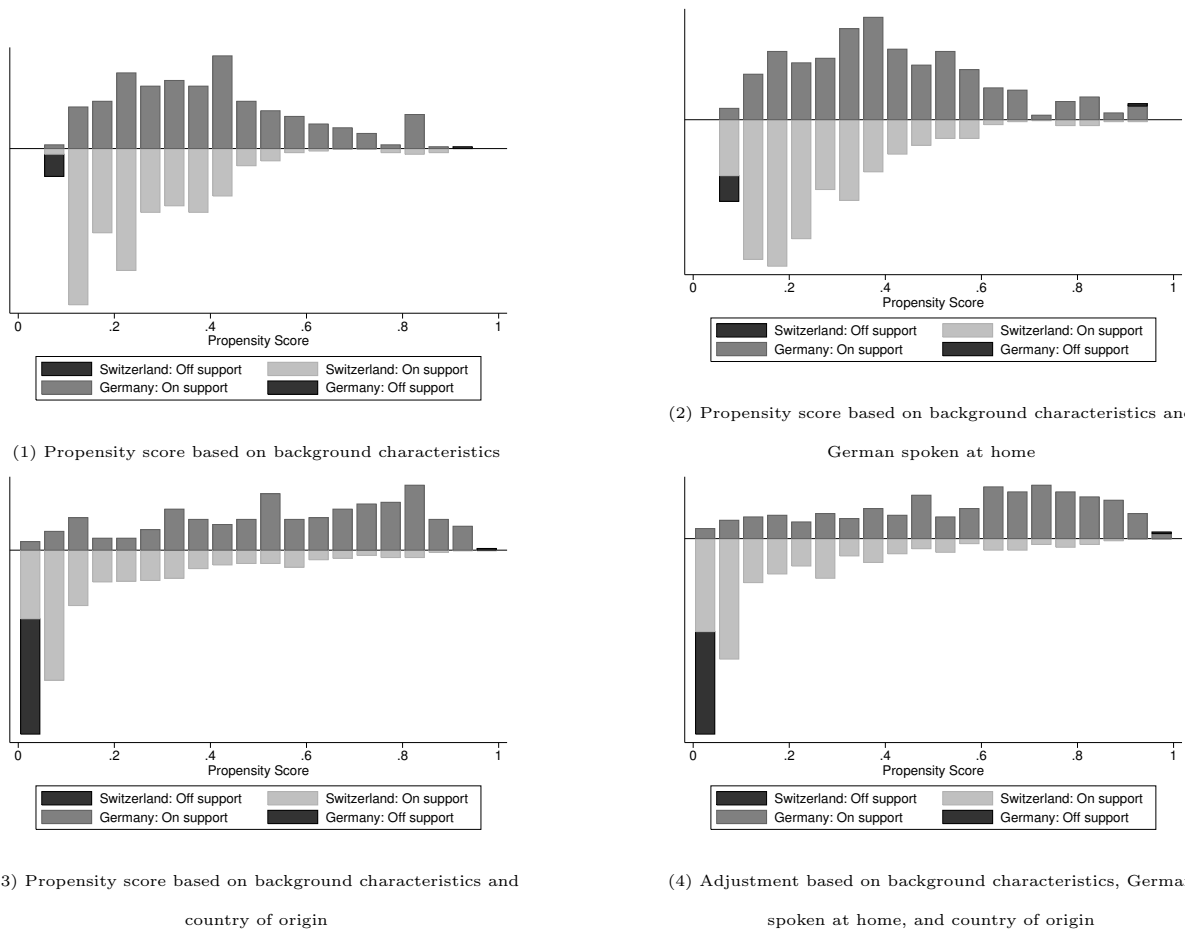 0 .2 .4 .6 .8 1
Propensity Score
Switzerland: Off support Switzerland: On support
Germany: On support Germany: Off support
(1) Propensity score based on background characteristics
0 .2 .4 .6 .8 1
Propensity Score
Switzerland: Off support Switzerland: On support
Germany: On support Germany: Off support
(2) Propensity score based on background characteristics and
German spoken at home
0 .2 .4 .6 .8 1
Propensity Score
Switzerland: Off support Switzerland: On support
Germany: On support Germany: Off support
3) Propensity score based on background characteristics and
country of origin
0 .2 .4 .6 .8 1
Propensity Score
Switzerland: Off support Switzerland: On support
Germany: On support Germany: Off support
(4) Adjustment based on background characteristics, Germa
spoken at home, and country of origin